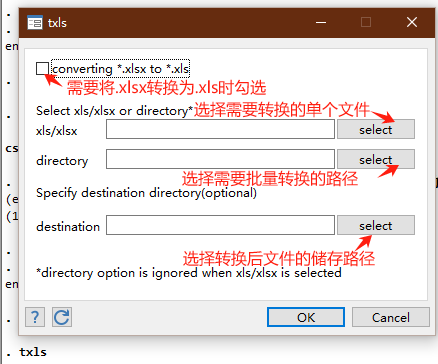 txls
converting *.xlsx to *.xls
需要将.xlsx转换为.xls时勾选
Select xls/xlsx or directory*选择需要转换的单个文件
xls/xlsx select
directory select
选择需要批量转换的路径
Specify destination directory(optional)
destination select
选择转换后文件的储存路径
*directory option is ignored when xls/xlsx is selected
? OK Cancel
. txls